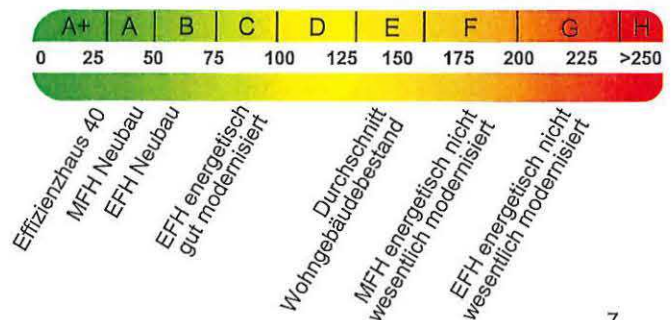 A+ A B C D E F G H
0 25 50 75 100 125 150 175 200 225 >250
Effizienzhaus 40
MFH Neubau
EFH Neubau
EFH energetisch
gut modernisiert
Durchschnitt
Wohngebäudebestand
MFH energetisch nicht
wesentlich modernisiert
EFH energetisch nicht
wesentlich modernisiert
7